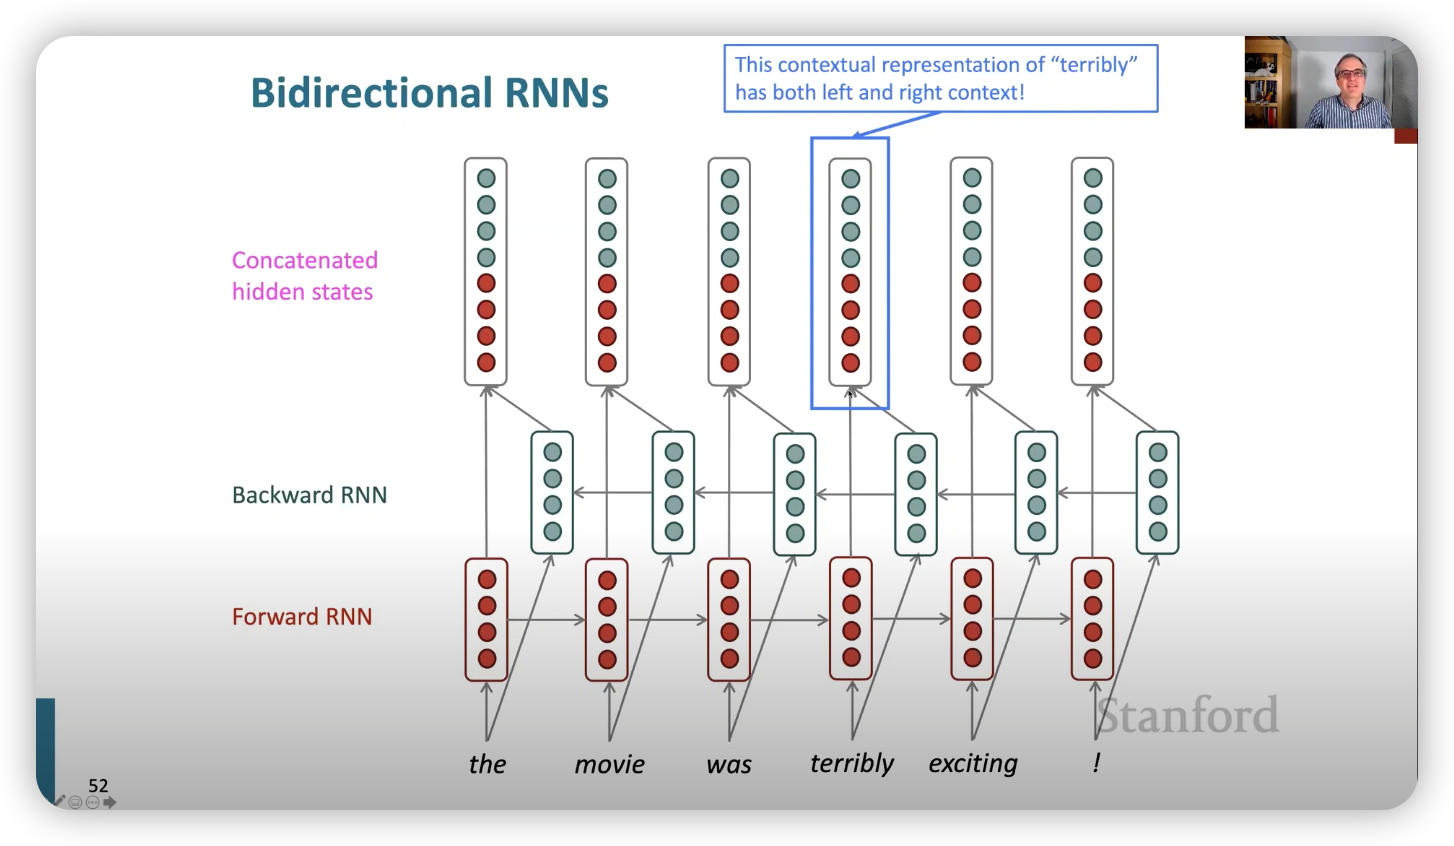 Bidirectional RNNs
This contextual representation of “terribly”
has both left and right context!
Concatenated
hidden states
Backward RNN
Forward RNN
Stanford
the movie was terribly exciting !
52